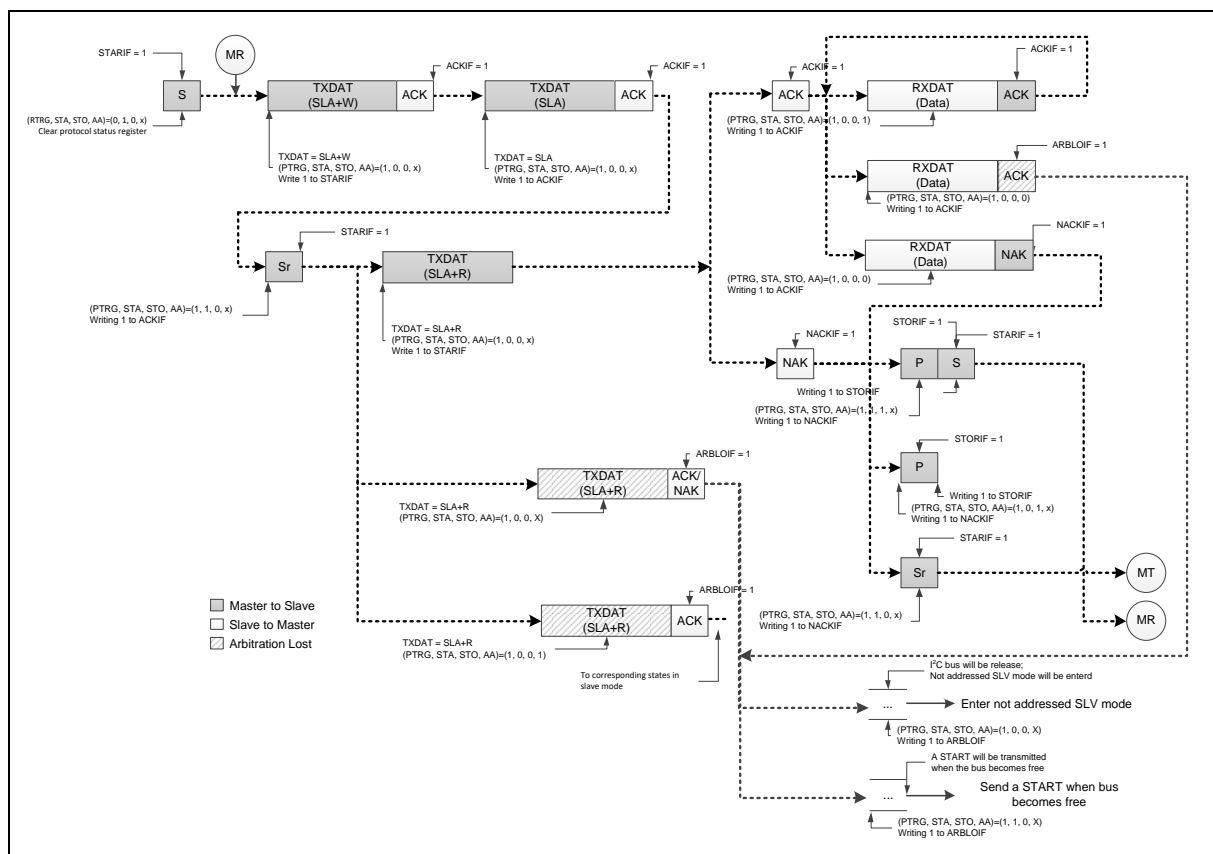 STARIF = 1
MR
S
(RTRG, STA, STO, AA)=(0, 1, 0, x)
Clear protocol status register
TXDAT
(SLA+W)
ACK
ACKIF = 1
TXDAT = SLA+W
(PTRG, STA, STO, AA)=(1, 0, 0, x)
Write 1 to STARIF
TXDAT
(SLA)
ACK
ACKIF = 1
TXDAT = SLA
(PTRG, STA, STO, AA)=(1, 0, 0, x)
Write 1 to ACKIF
ACKIF = 1
ACK
RXDAT
(Data)
ACK
ACKIF = 1
(PTRG, STA, STO, AA)=(1, 0, 0, 1)
Writing 1 to ACKIF
ARBLOIF = 1
RXDAT
(Data)
ACK
(PTRG, STA, STO, AA)=(1, 0, 0, 0)
Writing 1 to ACKIF
NACKIF = 1
RXDAT
(Data)
NAK
(PTRG, STA, STO, AA)=(1, 0, 0, 0)
Writing 1 to ACKIF
STARIF = 1
Sr
(PTRG, STA, STO, AA)=(1, 1, 0, x)
Writing 1 to ACKIF
TXDAT
(SLA+R)
TXDAT = SLA+R
(PTRG, STA, STO, AA)=(1, 0, 0, x)
Write 1 to STARIF
NACKIF = 1
NAK
STORIF = 1
STARIF = 1
P
S
Writing 1 to STORIF
(PTRG, STA, STO, AA)=(1, 1, 1, x)
Writing 1 to NACKIF
STORIF = 1
P
Writing 1 to STORIF
(PTRG, STA, STO, AA)=(1, 0, 1, x)
Writing 1 to NACKIF
STARIF = 1
Sr
(PTRG, STA, STO, AA)=(1, 1, 0, x)
Writing 1 to NACKIF
MT
MR
ARBLOIF = 1
TXDAT
(SLA+R)
ACK/
NAK
TXDAT = SLA+R
(PTRG, STA, STO, AA)=(1, 0, 0, X)
ARBLOIF = 1
TXDAT
(SLA+R)
ACK
TXDAT = SLA+R
(PTRG, STA, STO, AA)=(1, 0, 0, 1)
To corresponding states in
slave mode
Master to Slave
Slave to Master
Arbitration Lost
I²C bus will be release;
Not addressed SLV mode will be enterd
...
Enter not addressed SLV mode
(PTRG, STA, STO, AA)=(1, 0, 0, X)
Writing 1 to ARBLOIF
A START will be transmitted
when the bus becomes free
...
Send a START when bus
becomes free
(PTRG, STA, STO, AA)=(1, 1, 0, X)
Writing 1 to ARBLOIF